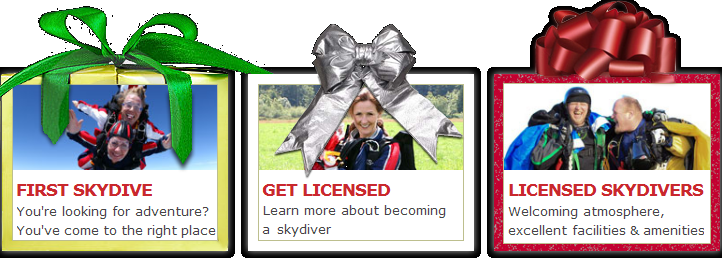 FIRST SKYDIVE
You're looking for adventure?
You've come to the right place
GET LICENSED
Learn more about becoming
a skydiver
LICENSED SKYDIVERS
Welcoming atmosphere,
excellent facilities & amenities